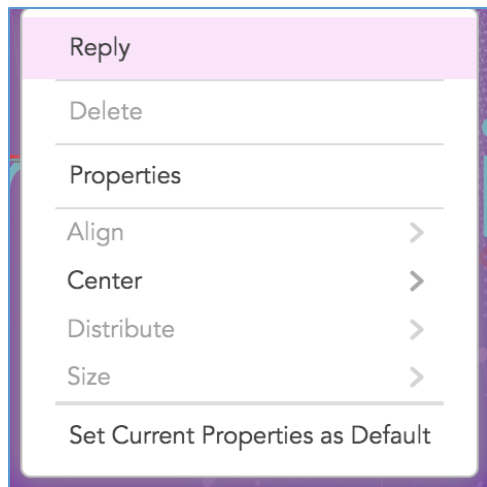 Reply
Delete
Properties
Align
Center
Distribute
Size
Set Current Properties as Default